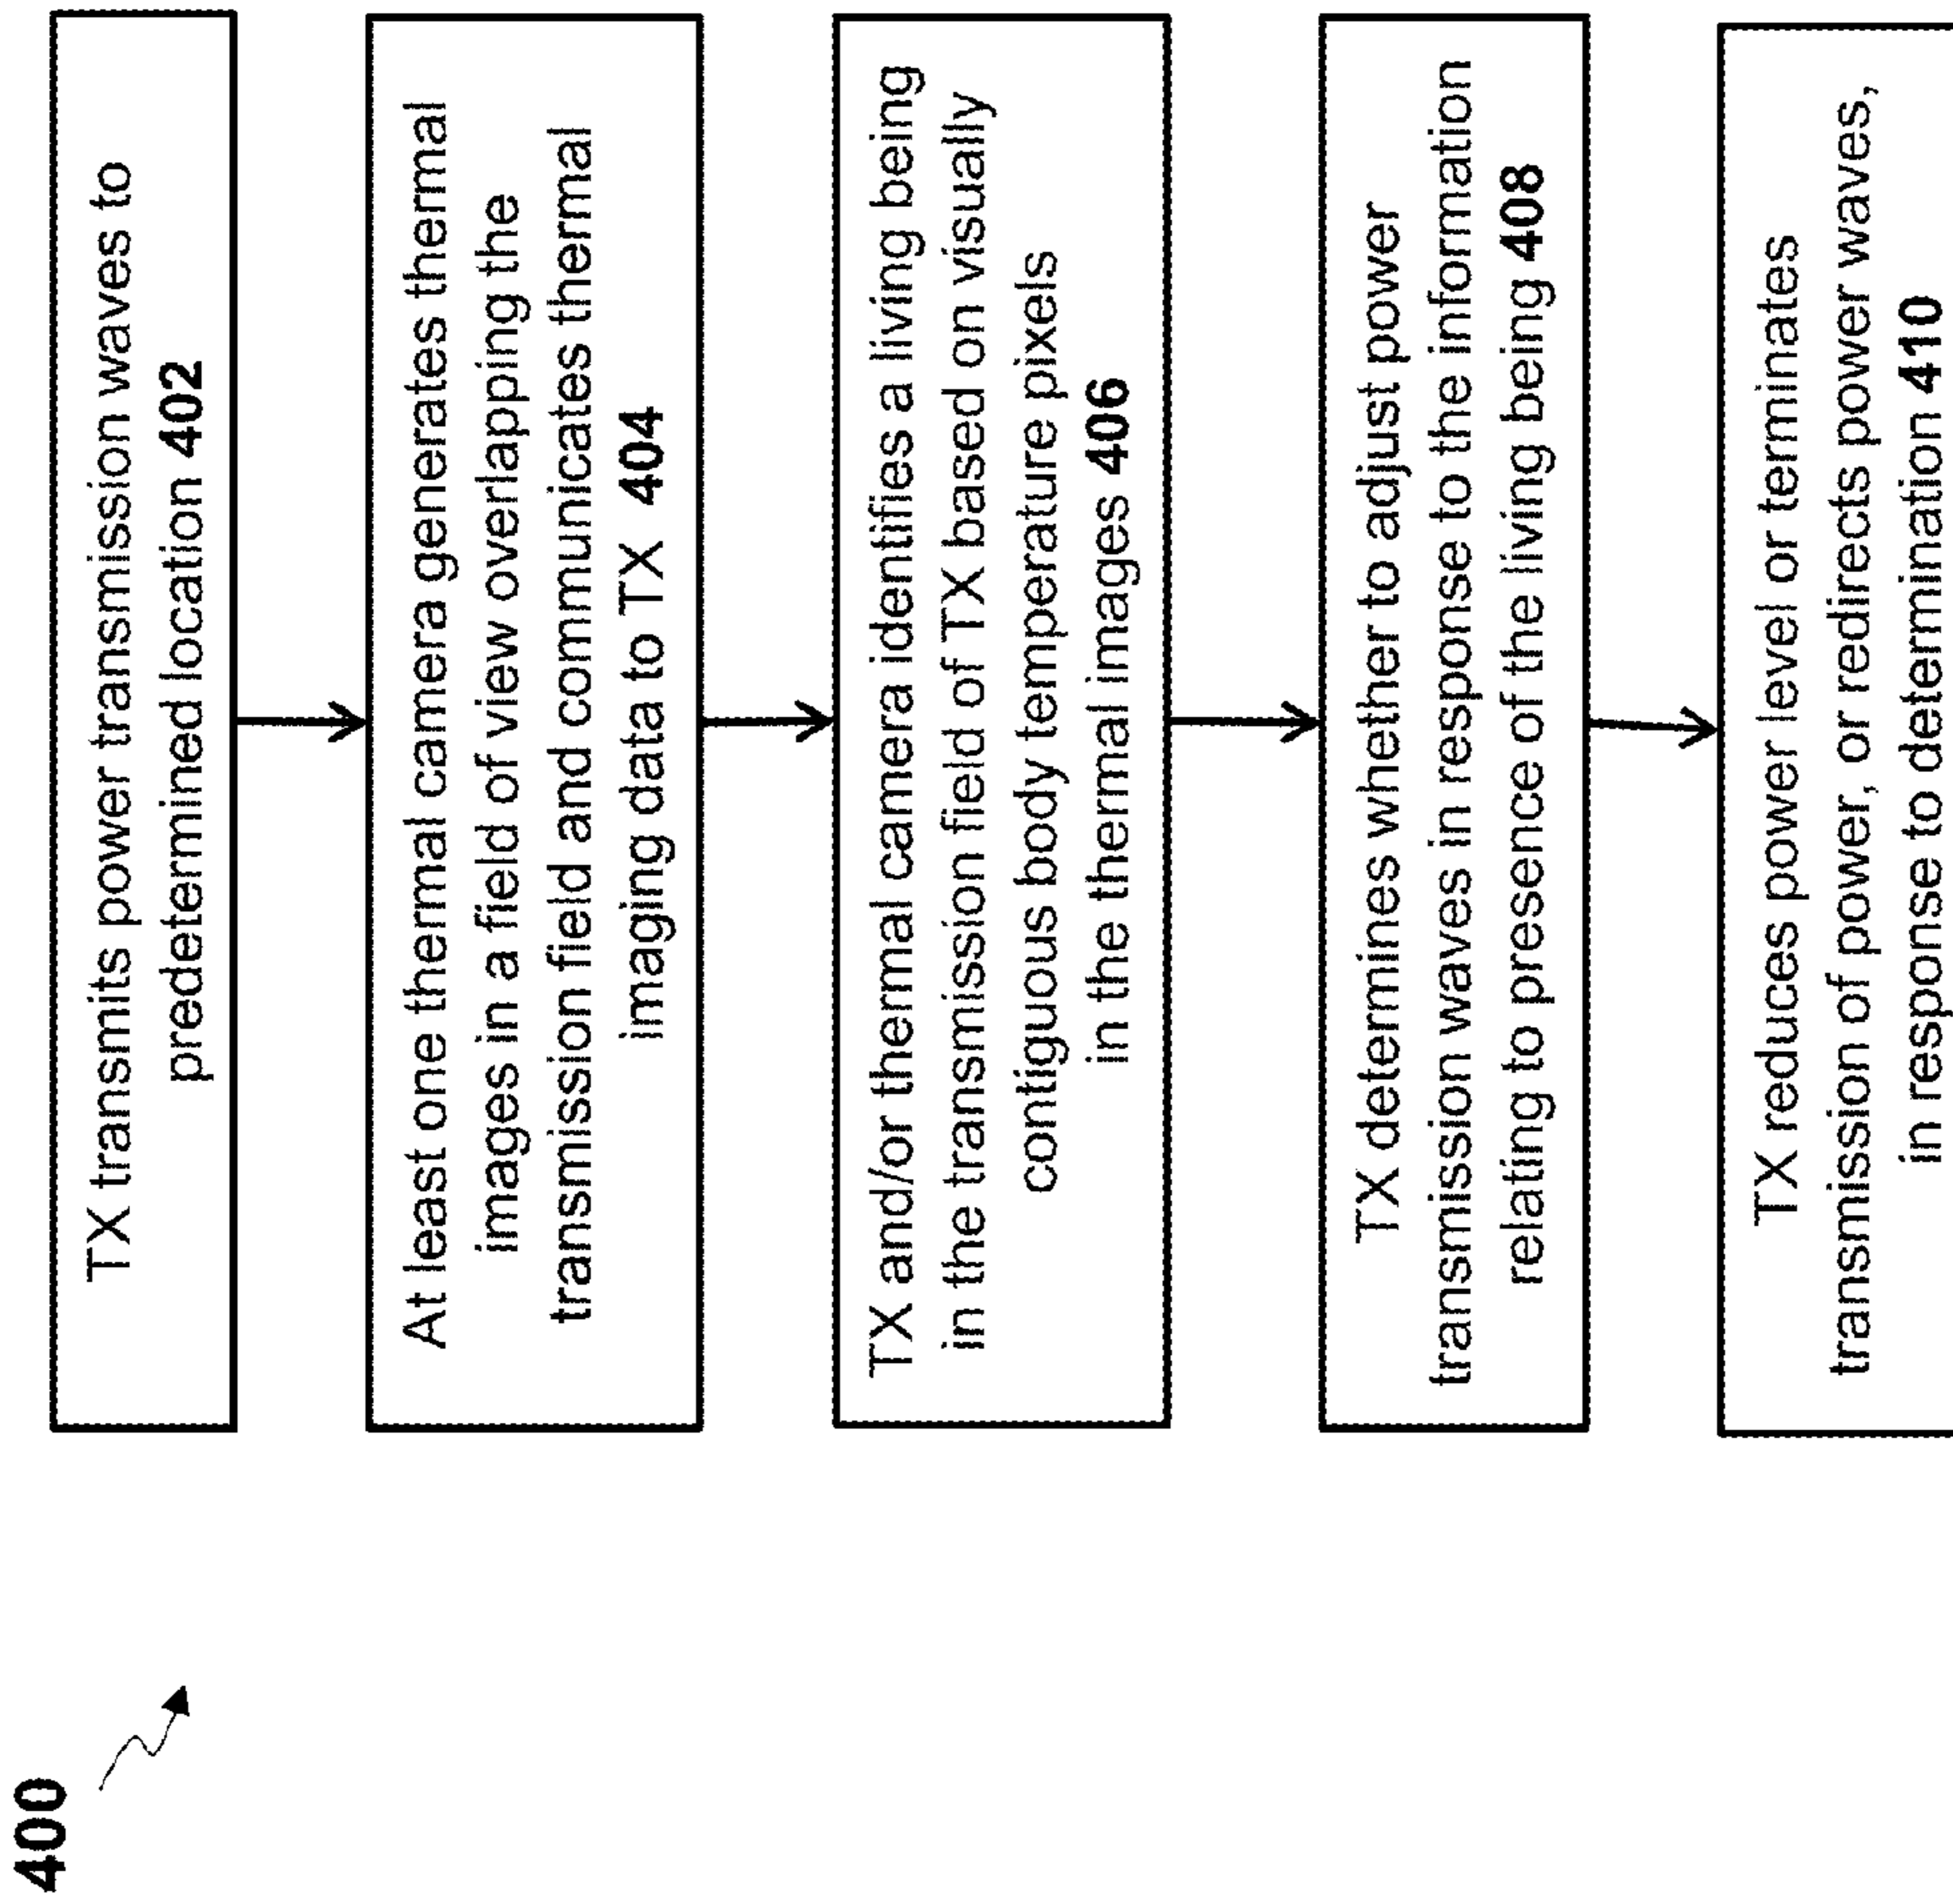 400
TX transmits power transmission waves to
predetermined location 402
At least one thermal camera generates thermal
images in a field of view overlapping the
transmission field and communicates thermal
imaging data to TX 404
TX and/or thermal camera identifies a living being
in the transmission field of TX based on visually
contiguous body temperature pixels
in the thermal images 406
TX determines whether to adjust power
transmission waves in response to the information
relating to presence of the living being 408
TX reduces power level or terminates
transmission of power, or redirects power waves,
in response to determination 410